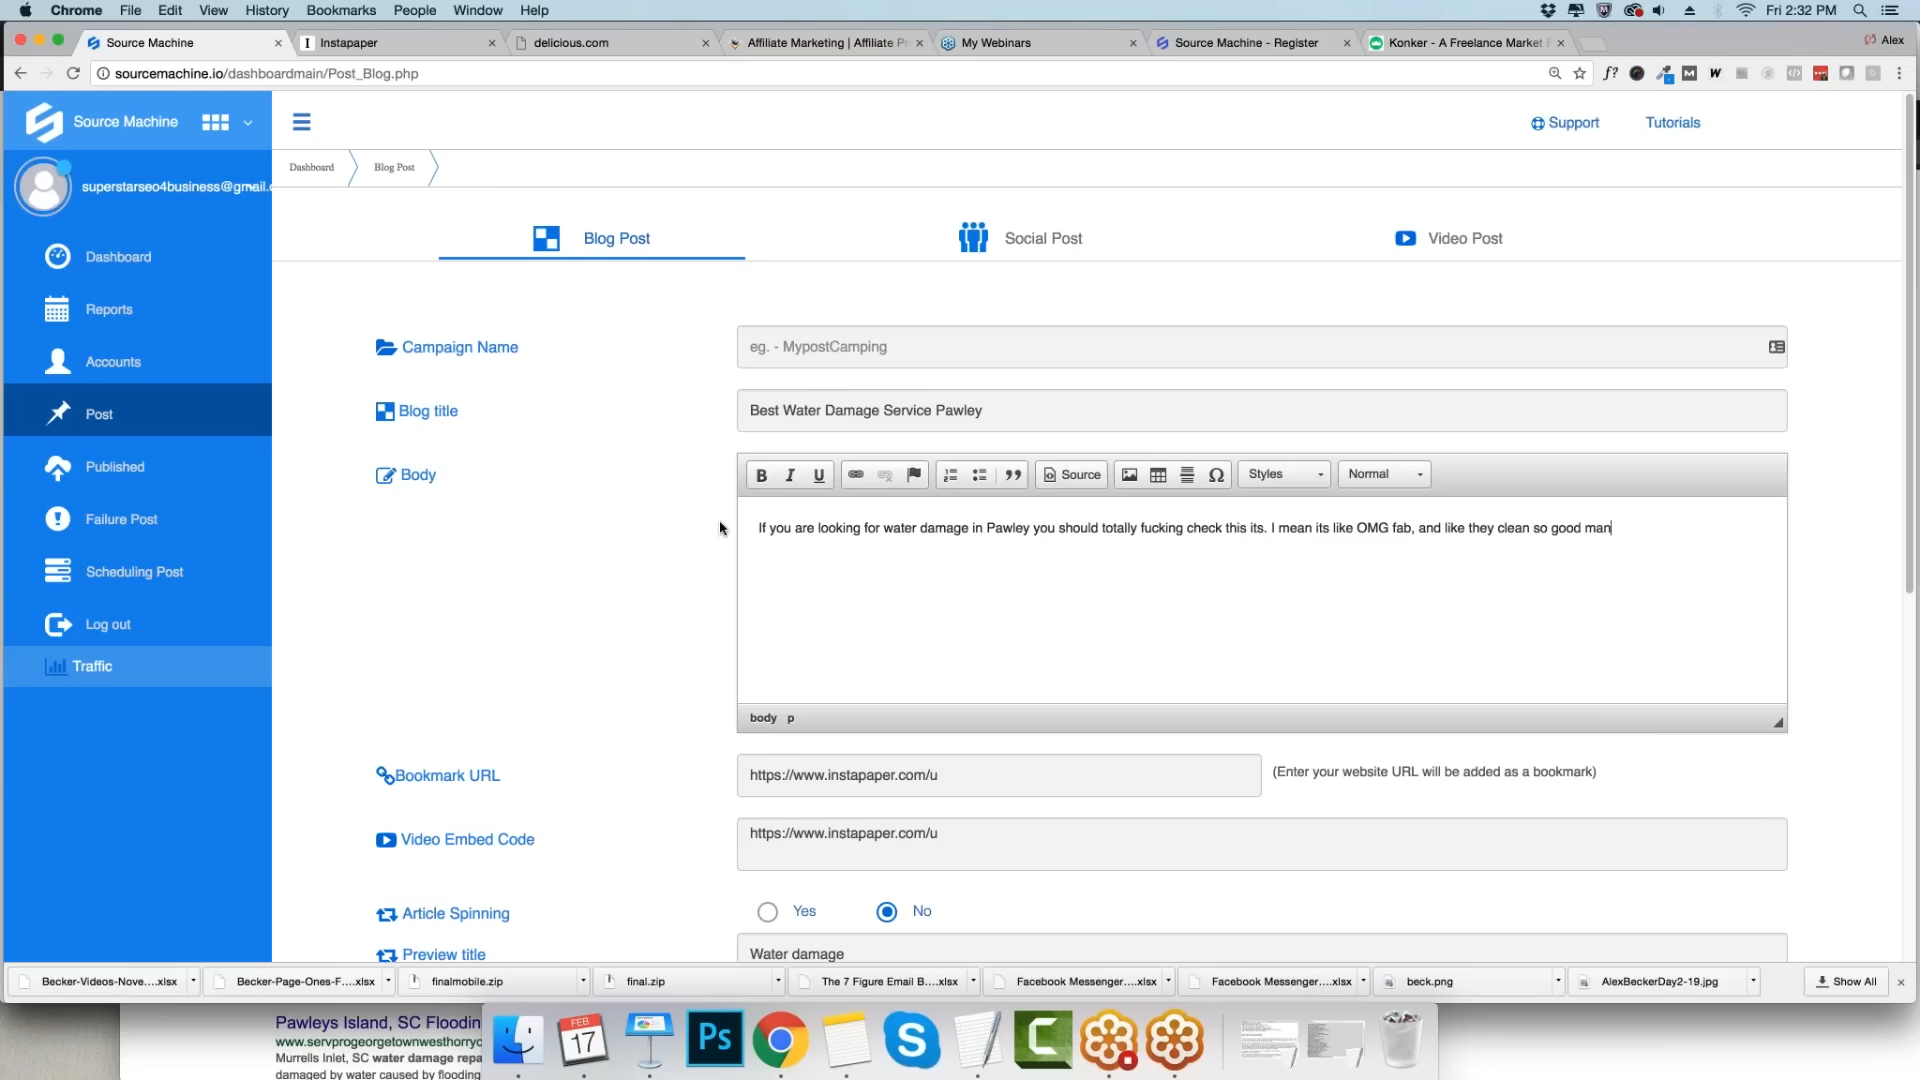 Chrome File Edit View History Bookmarks People Window Help Fri 2:32 PM
Source Machine Instapaper delicious.com Affiliate Marketing | Affiliate Pr My Webinars Source Machine - Register Konker - A Freelance Market Alex
sourcemachine.io/dashboardmain/Post_Blog.php
Source Machine
Support Tutorials
superstarseo4business@gmail.c
Dashboard Blog Post
Blog Post Social Post Video Post
Dashboard
Reports
Accounts
Post
Published
Failure Post
Scheduling Post
Log out
Traffic
Campaign Name eg. - MypostCamping
Blog title Best Water Damage Service Pawley
Body B I U Source Ω Styles Normal
If you are looking for water damage in Pawley you should totally fucking check this its. I mean its like OMG fab, and like they clean so good man
body p
Bookmark URL https://www.instapaper.com/u (Enter your website URL will be added as a bookmark)
Video Embed Code https://www.instapaper.com/u
Article Spinning Yes No
Preview title Water damage
Becker-Videos-Nove....xlsx Becker-Page-Ones-F....xlsx finalmobile.zip final.zip The 7 Figure Email B....xlsx Facebook Messenger....xlsx Facebook Messenger....xlsx beck.png AlexBeckerDay2-19.jpg Show All
Pawleys Island, SC Floodin
www.servprogeorgetownwesthorryc
Murrells Inlet, SC water damage repa
damaged by water caused by flooding
FEB
17
Ps